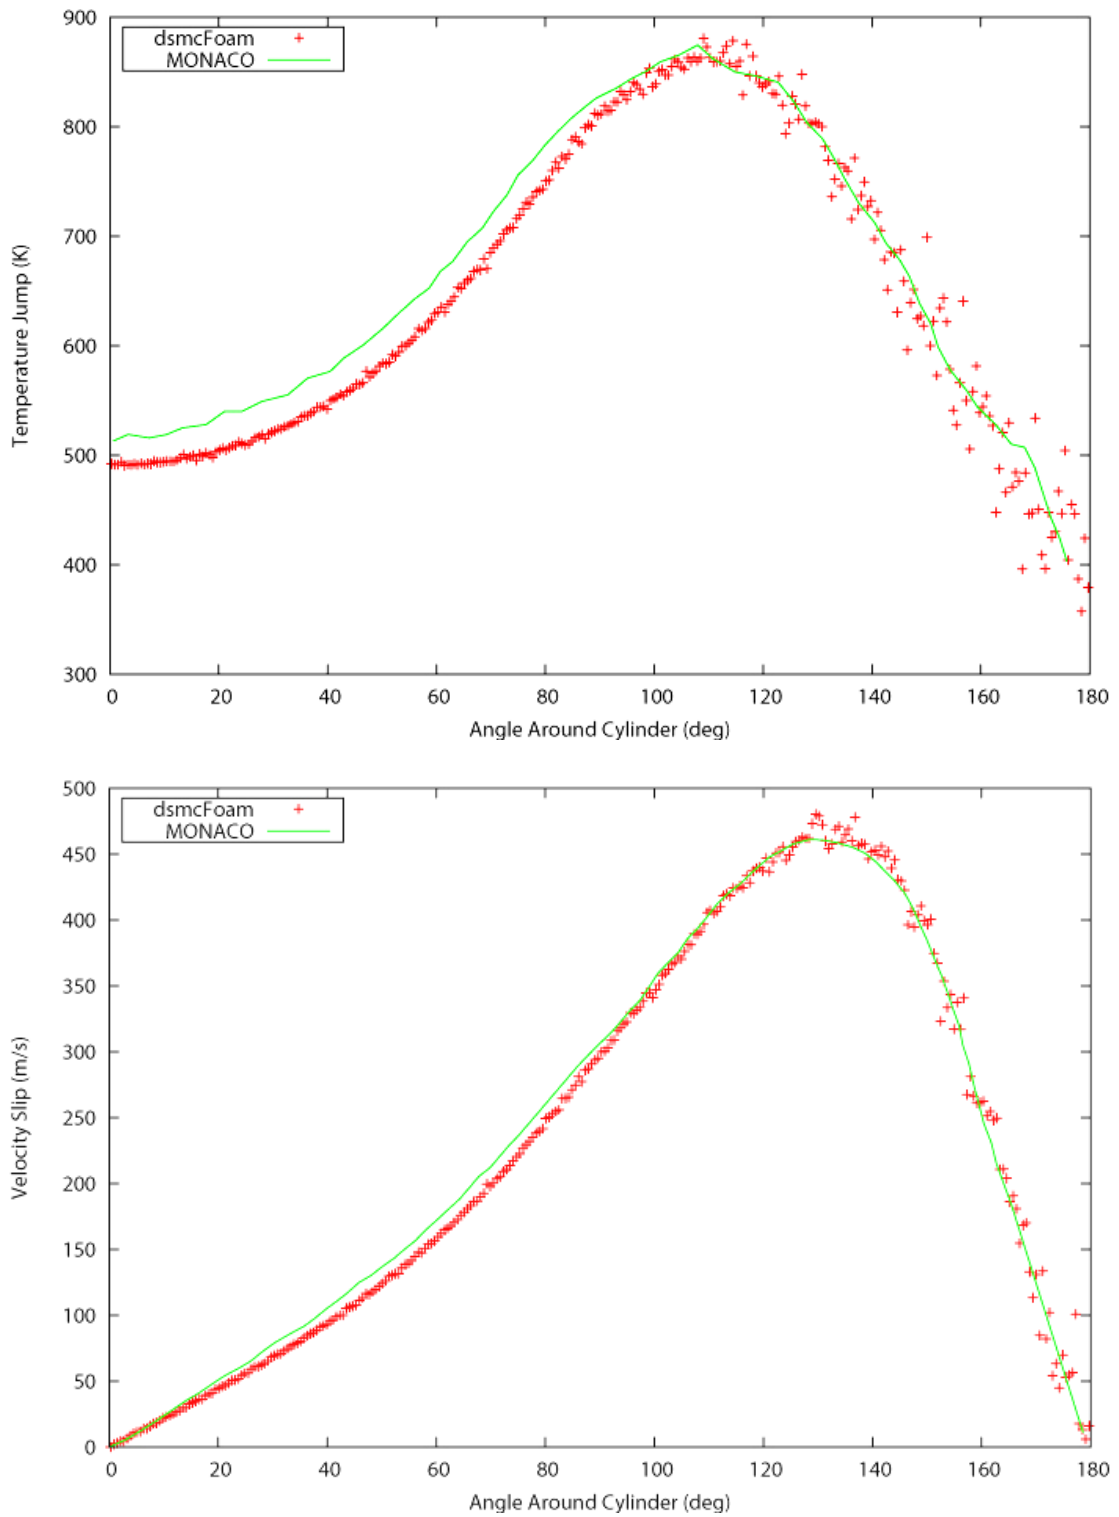 900
800
700
600
500
400
300
Temperature Jump (K)
dsmcFoam
MONACO
0 20 40 60 80 100 120 140 160 180
Angle Around Cylinder (deg)
500
450
400
350
300
250
200
150
100
50
0
Velocity Slip (m/s)
dsmcFoam
MONACO
0 20 40 60 80 100 120 140 160 180
Angle Around Cylinder (deg)